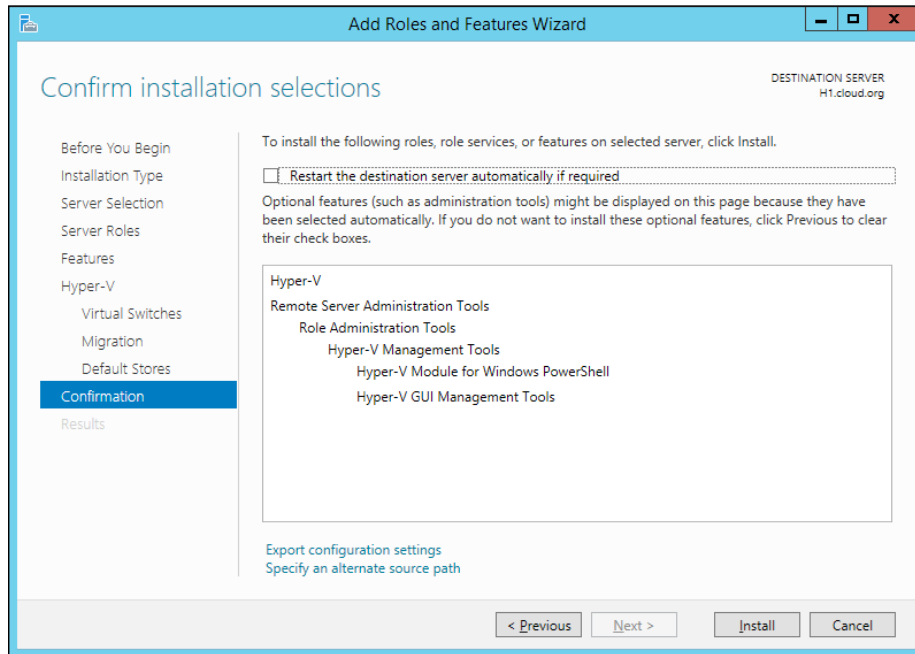 Add Roles and Features Wizard
Confirm installation selections
DESTINATION SERVER
H1.cloud.org
Before You Begin
Installation Type
Server Selection
Server Roles
Features
Hyper-V
Virtual Switches
Migration
Default Stores
Confirmation
Results
To install the following roles, role services, or features on selected server, click Install.
Restart the destination server automatically if required
Optional features (such as administration tools) might be displayed on this page because they have
been selected automatically. If you do not want to install these optional features, click Previous to clear
their check boxes.
Hyper-V
Remote Server Administration Tools
Role Administration Tools
Hyper-V Management Tools
Hyper-V Module for Windows PowerShell
Hyper-V GUI Management Tools
Export configuration settings
Specify an alternate source path
< Previous
Next >
Install
Cancel